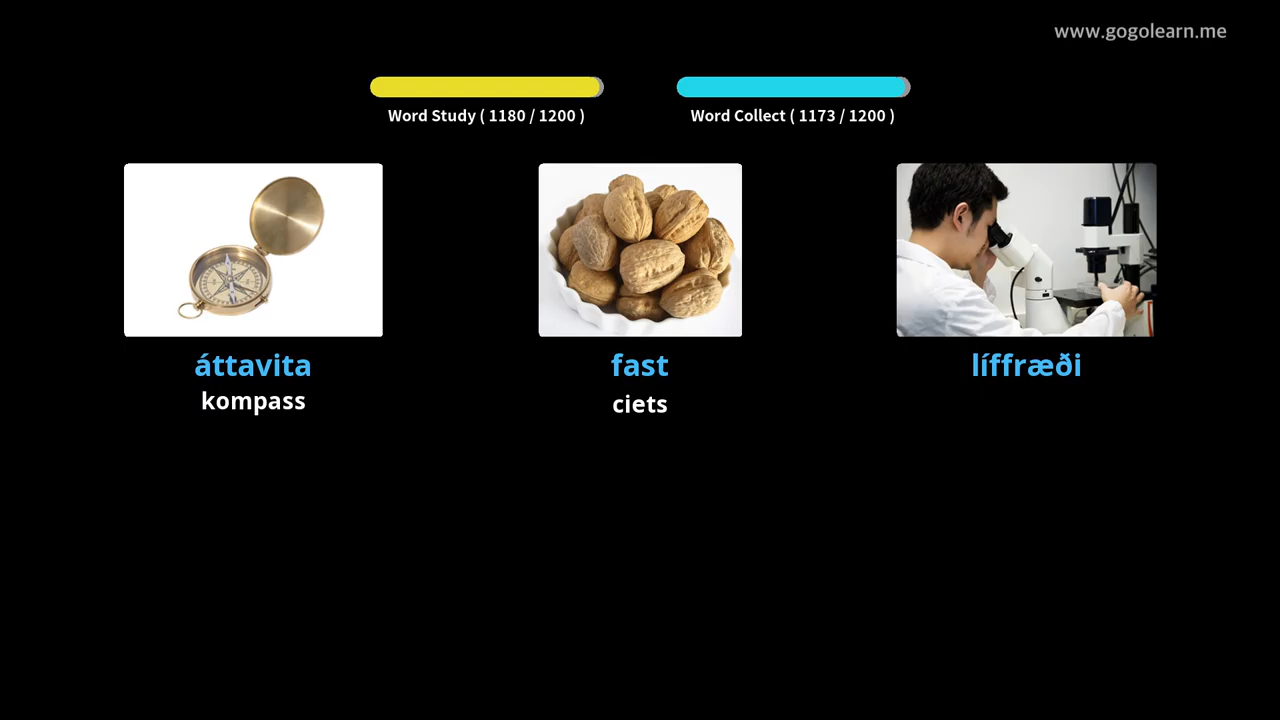 www.gogolearn.me
Word Study ( 1180 / 1200 )
Word Collect ( 1173 / 1200 )
áttavita
kompass
fast
ciets
líffræði